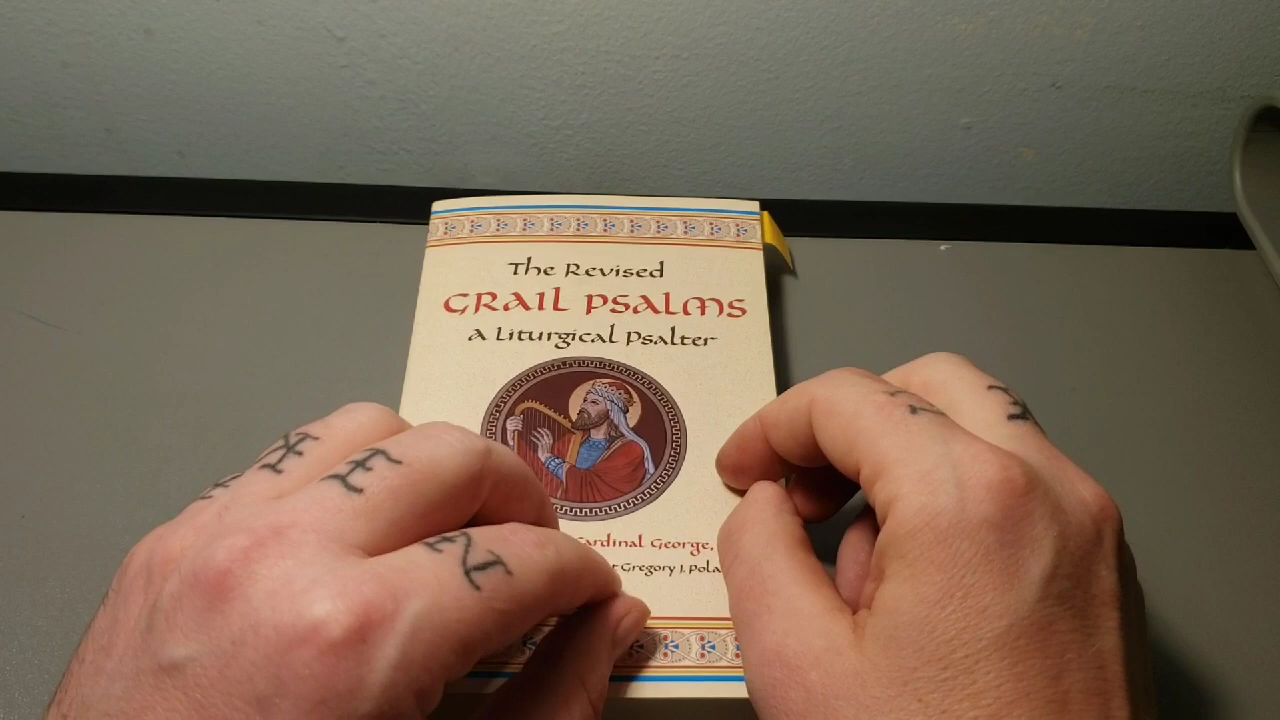 The Revised
GRAIL PSALMS
a Liturgical Psalter
Cardinal George,
Gregory J. Pola
K E
N